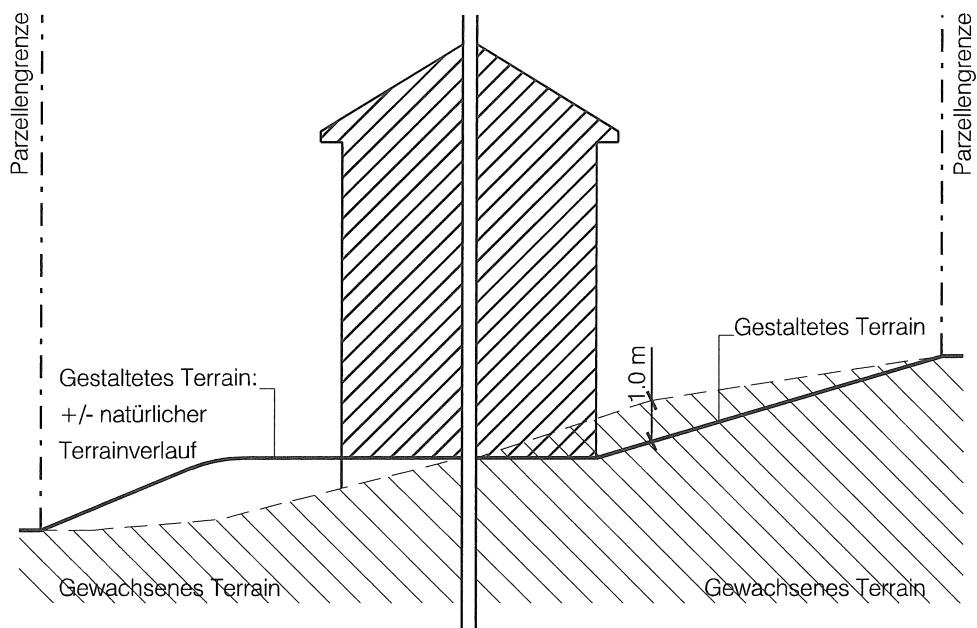 Parzellengrenze
Parzellengrenze
Gestaltetes Terrain
1.0 m
Gestaltetes Terrain:
+/- natürlicher
Terrainverlauf
Gewachsenes Terrain
Gewachsenes Terrain